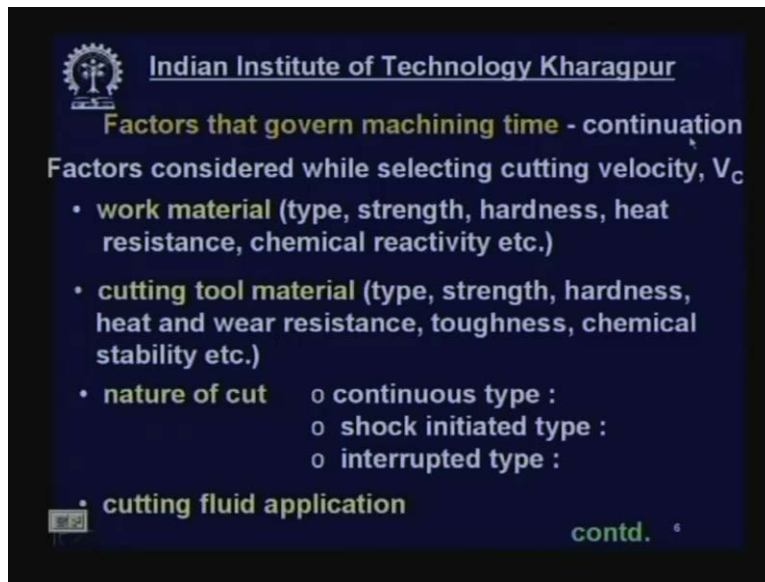 Indian Institute of Technology Kharagpur
Factors that govern machining time - continuation
Factors considered while selecting cutting velocity, VC
• work material (type, strength, hardness, heat
resistance, chemical reactivity etc.)
• cutting tool material (type, strength, hardness,
heat and wear resistance, toughness, chemical
stability etc.)
• nature of cut o continuous type :
o shock initiated type :
o interrupted type :
• cutting fluid application
contd. 6